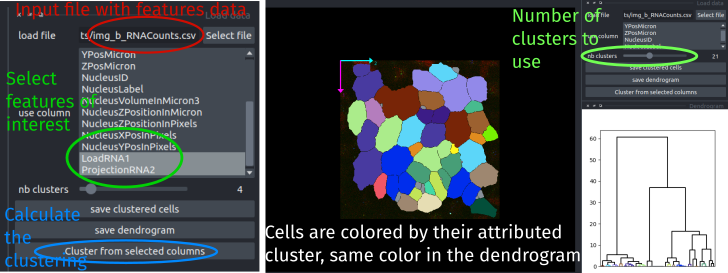 Input file with features data
Load data
load file
ts/img_b_RNACounts.csv
Select file
YPosMicron
ZPosMicron
NucleusID
NucleusLabel
NucleusVolumeInMicron3
NucleusZPositionInMicron
NucleusZPositionInPixels
NucleusXPosInPixels
NucleusYPosInPixels
LoadRNA1
ProjectionRNA2
Select
features of
interest
use column
nb clusters
4
save clustered cells
save dendrogram
Cluster from selected columns
Calculate
the
clustering
Number of
clusters to
use
Cells are colored by their attributed
cluster, same color in the dendrogram
Load data
load file
ts/img_b_RNACounts.csv
Select file
YPosMicron
ZPosMicron
NucleusID
column
nb clusters
21
save clustered cells
save dendrogram
Cluster from selected columns
Dendrogram
60
50
40
30
20
10
0